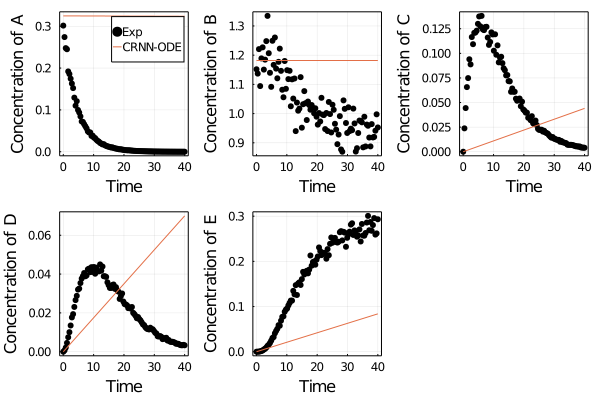 Concentration of A
0.3
0.2
0.1
0.0
0 10 20 30 40
Time
Exp
CRNN-ODE
Concentration of B
1.3
1.2
1.1
1.0
0.9
0 10 20 30 40
Time
Concentration of C
0.125
0.100
0.075
0.050
0.025
0.000
0 10 20 30 40
Time
Concentration of D
0.06
0.04
0.02
0.00
0 10 20 30 40
Time
Concentration of E
0.3
0.2
0.1
0.0
0 10 20 30 40
Time